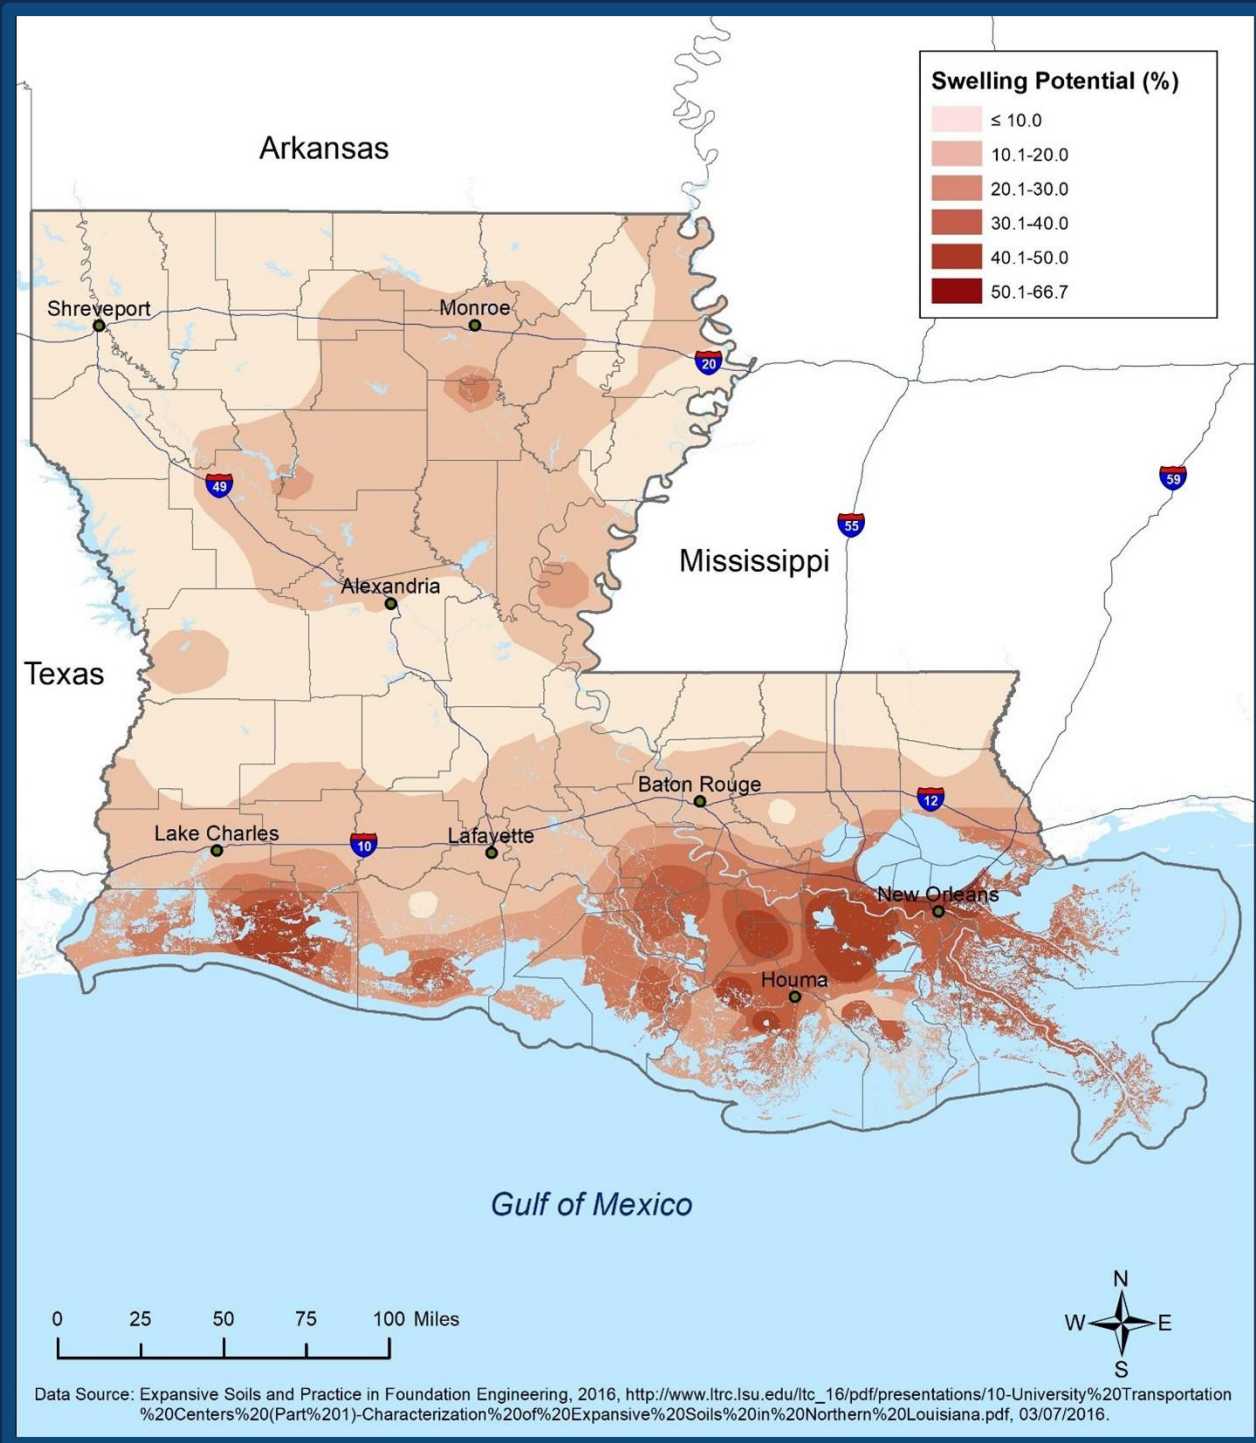 Arkansas
Swelling Potential (%)
≤ 10.0
10.1-20.0
20.1-30.0
30.1-40.0
40.1-50.0
50.1-66.7
Shreveport
Monroe
20
49
59
55
Mississippi
Alexandria
Texas
Baton Rouge
12
Lake Charles
10
Lafayette
New Orleans
Houma
Gulf of Mexico
N
W E
S
0 25 50 75 100 Miles
Data Source: Expansive Soils and Practice in Foundation Engineering, 2016, http://www.ltrc.lsu.edu/ltc_16/pdf/presentations/10-University%20Transportation
%20Centers%20(Part%201)-Characterization%20of%20Expansive%20Soils%20in%20Northern%20Louisiana.pdf, 03/07/2016.